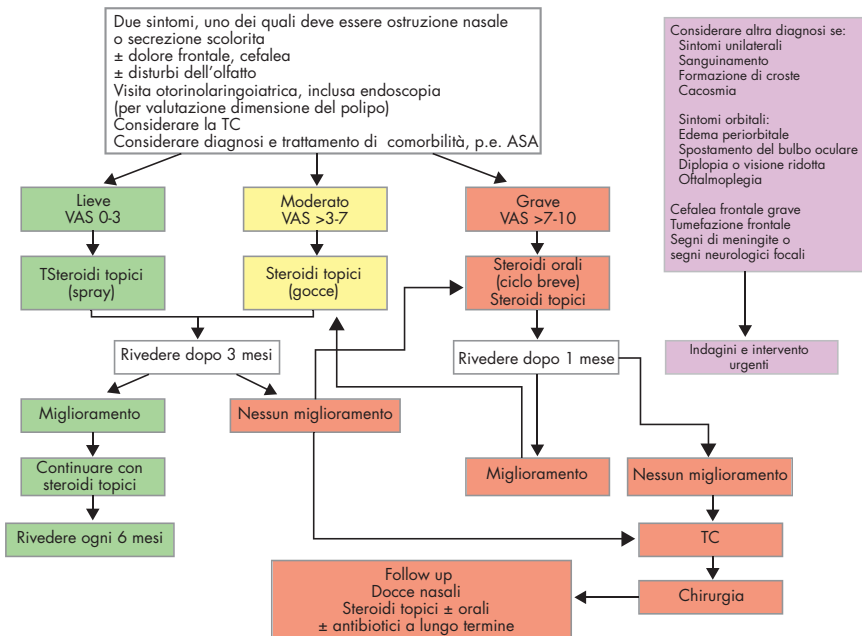 Due sintomi, uno dei quali deve essere ostruzione nasale
o secrezione scolorita
± dolore frontale, cefalea
± disturbi dell'olfatto
Visita otorinolaringoiatrica, inclusa endoscopia
(per valutazione dimensione del polipo)
Considerare la TC
Considerare diagnosi e trattamento di comorbilità, p.e. ASA
Considerare altra diagnosi se:
Sintomi unilaterali
Sanguinamento
Formazione di croste
Cacosmia
Sintomi orbitali:
Edema periorbitale
Spostamento del bulbo oculare
Diplopia o visione ridotta
Oftalmoplegia
Cefalea frontale grave
Tumefazione frontale
Segni di meningite o
segni neurologici focali
Indagini e intervento
urgenti
Lieve
VAS 0-3
Moderato
VAS >3-7
Grave
VAS >7-10
TSteroidi topici
(spray)
Steroidi topici
(gocce)
Steroidi orali
(ciclo breve)
Steroidi topici
Rivedere dopo 3 mesi
Rivedere dopo 1 mese
Miglioramento
Nessun miglioramento
Continuare con
steroidi topici
Rivedere ogni 6 mesi
Miglioramento
Nessun miglioramento
TC
Chirurgia
Follow up
Docce nasali
Steroidi topici ± orali
± antibiotici a lungo termine